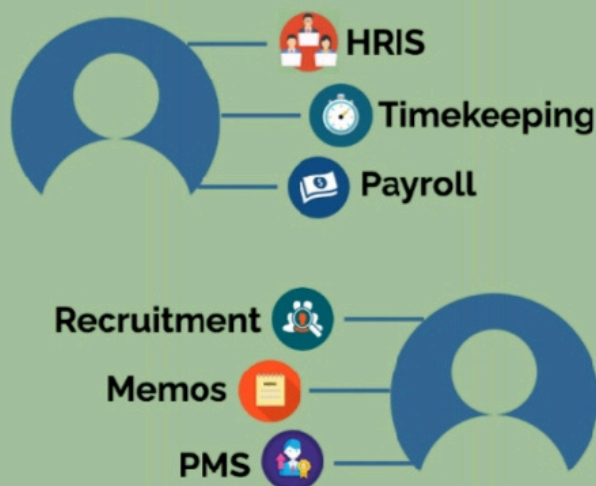 HRIS
Timekeeping
Payroll
Recruitment
Memos
PMS